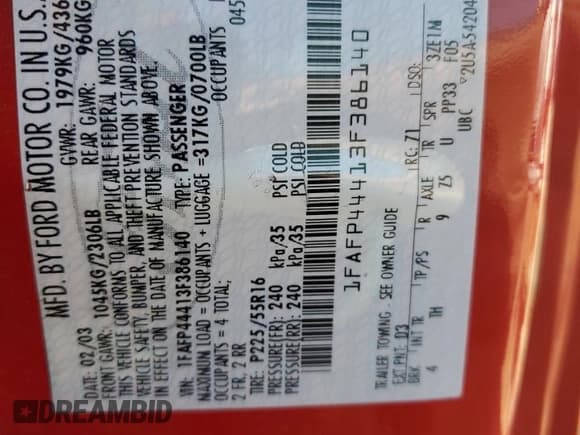 MFD. BY FORD MOTOR CO. IN U.S.A.
DATE: 02/03 GVWR: 1979KG/436
FRONT GAWR: 1045KG/2306LB REAR GAWR: 960KG
THIS VEHICLE CONFORMS TO ALL APPLICABLE FEDERAL MOTOR
VEHICLE SAFETY, BUMPER, AND THEFT PREVENTION STANDARDS
IN EFFECT ON THE DATE OF MANUFACTURE SHOWN ABOVE.
VIN: 1FAFP44413F386140 TYPE: PASSENGER 045
MAXIMUM LOAD = OCCUPANTS + LUGGAGE =317KG/0700LB
OCCUPANTS = 4 TOTAL: OCCUPANTS
2 FR, 2 RR
TIRE: P225/55R16
PRESSURE(FR): 240 kPa/35 PSI COLD
PRESSURE(RR): 240 kPa/35 PSI COLD
1FAFP44413F386140
TRAILER TOWING - SEE OWNER GUIDE
EXT PNT: D3 RC: 71 DSO:
BRK INT TR TP/PS R AXLE TR SPR 3ZE1M
4 TH 9 Z5 U PP33 F05
UBC V2U5A-54204
DREAMBID